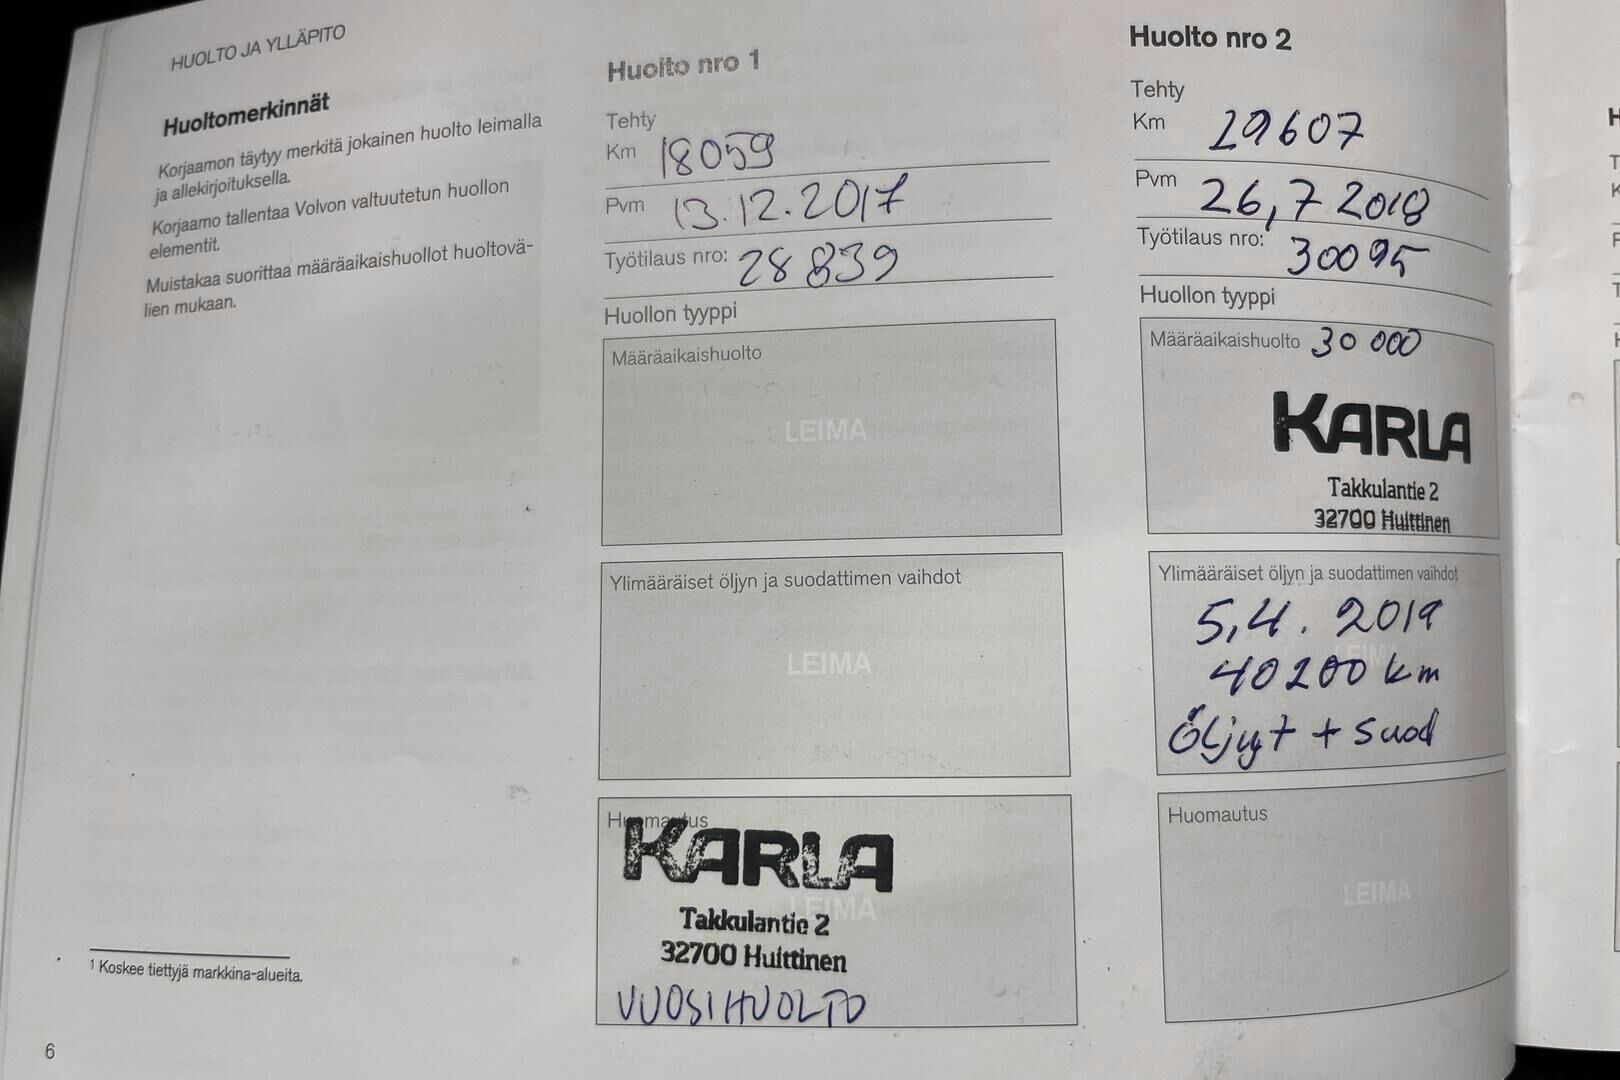 HUOLTO JA YLLÄPITO
Huoltomerkinnät
Korjaamon täytyy merkitä jokainen huolto leimalla
ja allekirjoituksella.
Korjaamo tallentaa Volvon valtuutetun huollon
elementit.
Muistakaa suorittaa määräaikaishuollot huoltovä-
lien mukaan.
1 Koskee tiettyjä markkina-alueita.
6
Huolto nro 1
Tehty
Km 18059
Pvm 13.12.2017
Työtilaus nro: 28839
Huollon tyyppi
Määräaikaishuolto
LEIMA
Ylimääräiset öljyn ja suodattimen vaihdot
LEIMA
Huomautus
KARLA
LEIMA
Takkulantie 2
32700 Huittinen
VUOSIHUOLTO
Huolto nro 2
Tehty
Km 29607
Pvm 26,7 2018
Työtilaus nro: 30095
Huollon tyyppi
Määräaikaishuolto 30 000
KARLA
Takkulantie 2
32700 Huittinen
Ylimääräiset öljyn ja suodattimen vaihdot
5,4. 2019
LEIM
40200 km
Öljyt + suod
Huomautus
LEIMA